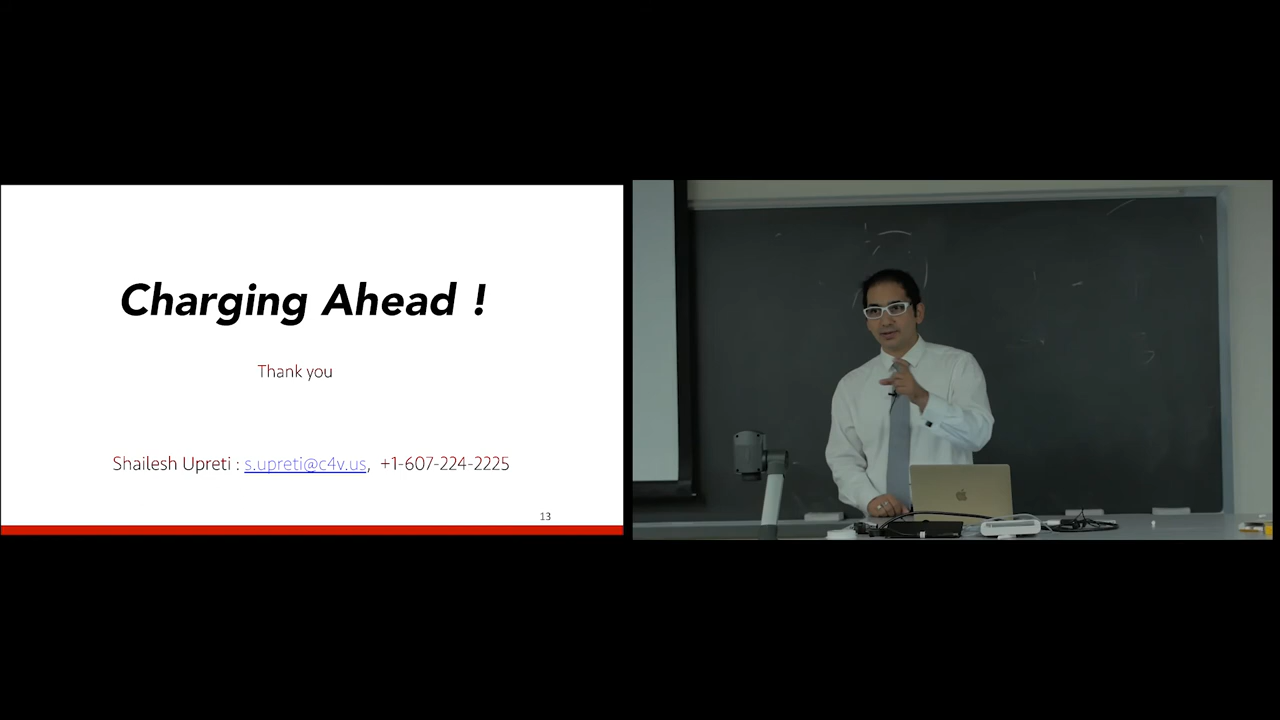 Charging Ahead !
Thank you
Shailesh Upreti : s.upreti@c4v.us, +1-607-224-2225
13